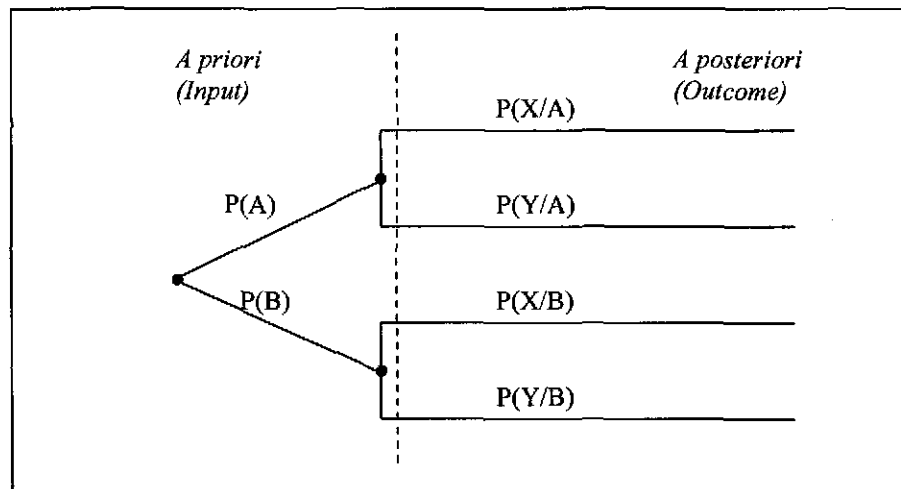 A priori
(Input)
A posteriori
(Outcome)
P(X/A)
P(A)
P(Y/A)
P(B)
P(X/B)
P(Y/B)